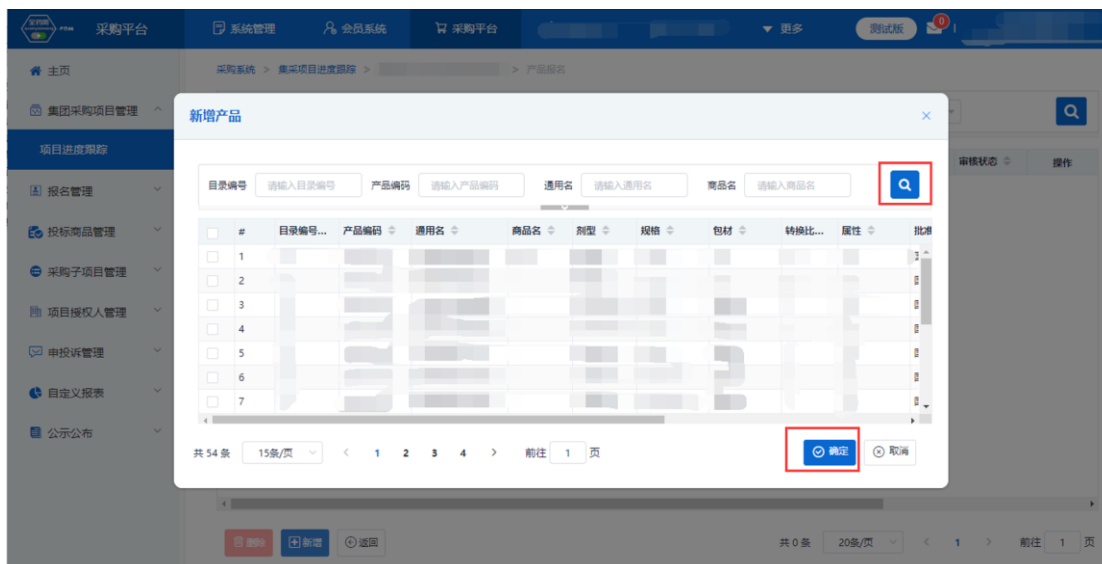 采购平台 系统管理 会员系统 采购平台 更多 测试版
主页
采购系统 > 集采项目进度跟踪 > > 产品报名
集团采购项目管理
新增产品
项目进度跟踪
审核状态 操作
目录编号 请输入目录编号 产品编码 请输入产品编码 通用名 请输入通用名 商品名 请输入商品名
报名管理
投标商品管理
# 目录编号... 产品编码 通用名 商品名 剂型 规格 包材 转换比... 属性 批准
1
采购子项目管理
2
3
项目授权人管理
4
申投诉管理
5
6
自定义报表
7
公示公布
共 54 条 15条/页 < 1 2 3 4 > 前往 1 页 确定 取消
删除 新增 返回 共 0 条 20条/页 < 1 > 前往 1 页